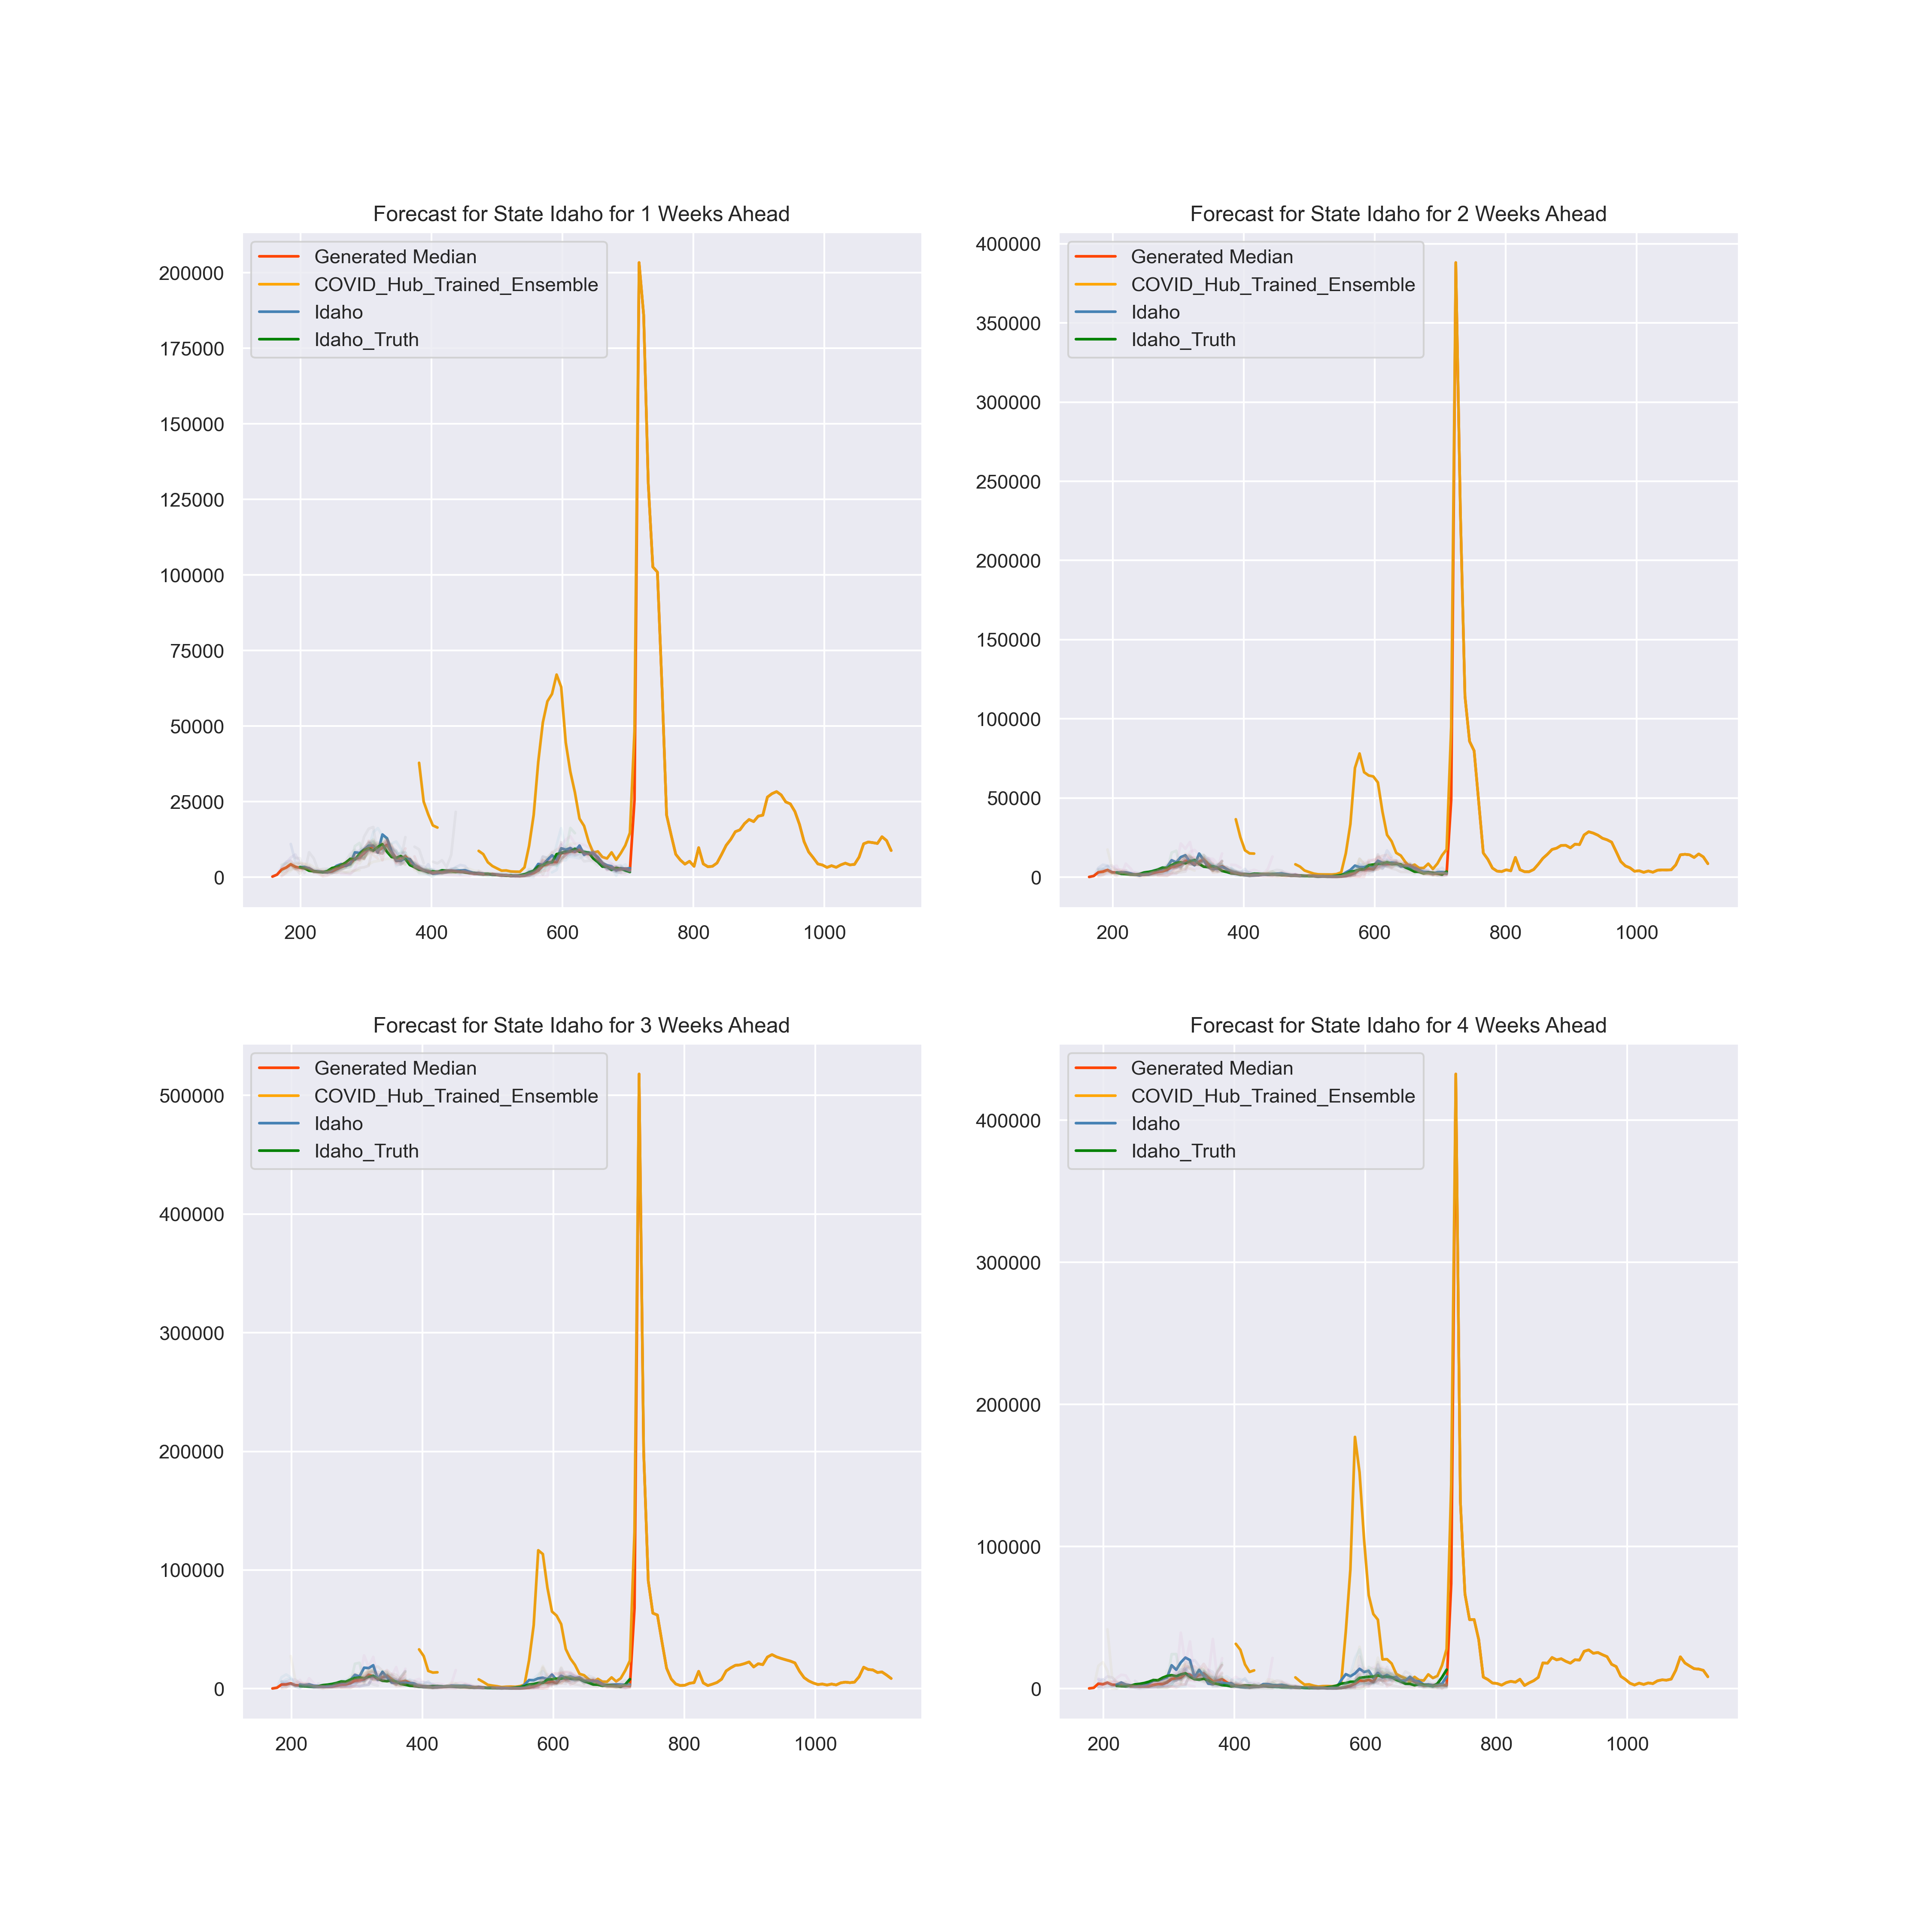 Forecast for State Idaho for 1 Weeks Ahead
Generated Median
COVID_Hub_Trained_Ensemble
Idaho
Idaho_Truth
200000
175000
150000
125000
100000
75000
50000
25000
0
200 400 600 800 1000
Forecast for State Idaho for 2 Weeks Ahead
Generated Median
COVID_Hub_Trained_Ensemble
Idaho
Idaho_Truth
400000
350000
300000
250000
200000
150000
100000
50000
0
200 400 600 800 1000
Forecast for State Idaho for 3 Weeks Ahead
Generated Median
COVID_Hub_Trained_Ensemble
Idaho
Idaho_Truth
500000
400000
300000
200000
100000
0
200 400 600 800 1000
Forecast for State Idaho for 4 Weeks Ahead
Generated Median
COVID_Hub_Trained_Ensemble
Idaho
Idaho_Truth
400000
300000
200000
100000
0
200 400 600 800 1000